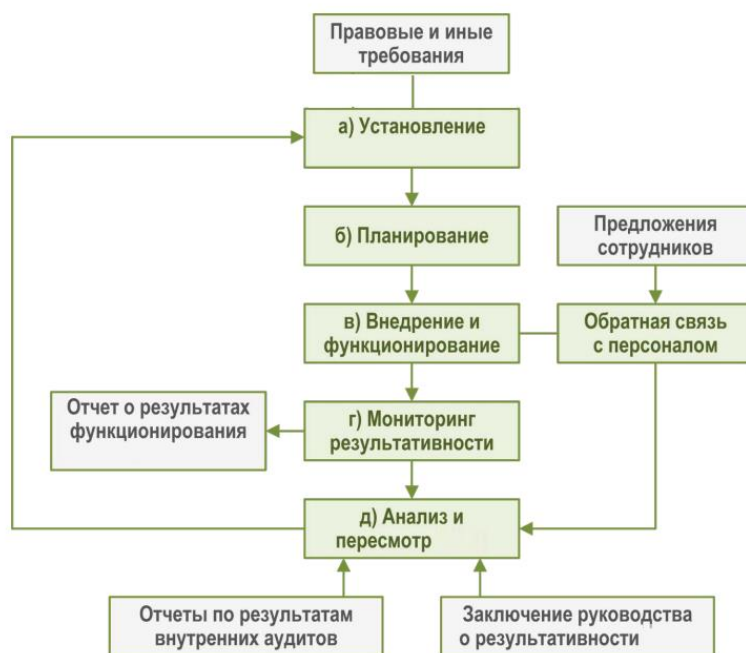 Правовые и иные
требования
а) Установление
б) Планирование
Предложения
сотрудников
в) Внедрение и
функционирование
Обратная связь
с персоналом
Отчет о результатах
функционирования
г) Мониторинг
результативности
д) Анализ и
пересмотр
Отчеты по результатам
внутренних аудитов
Заключение руководства
о результативности